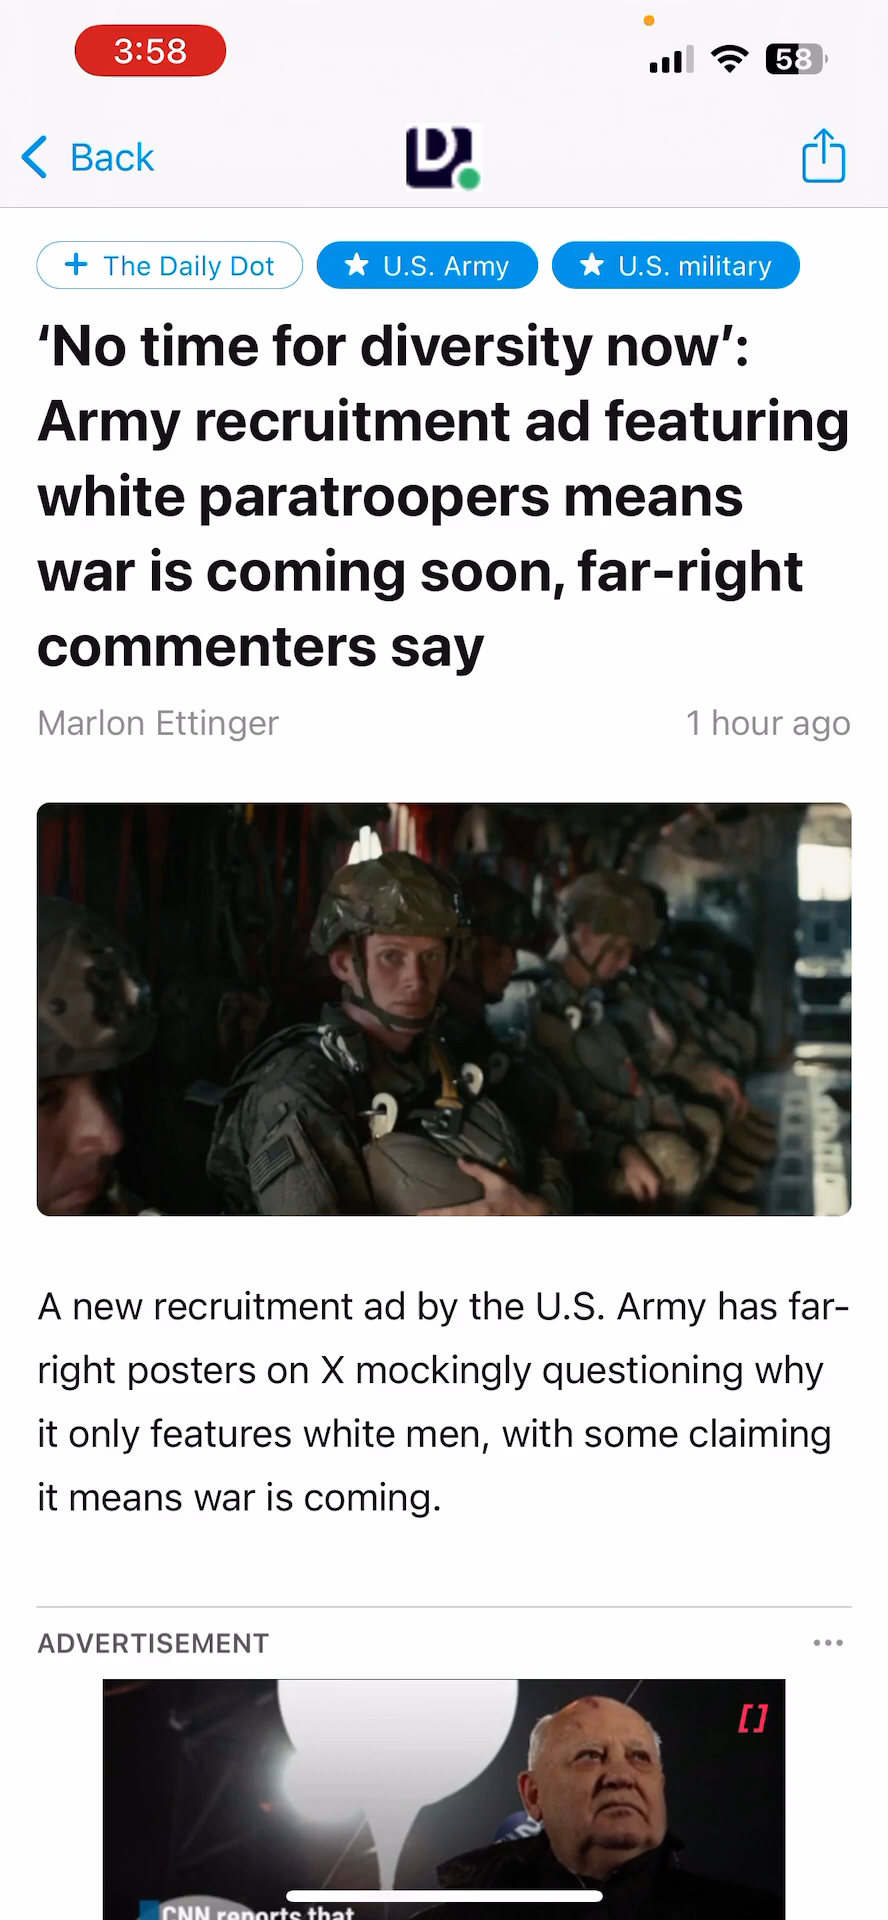 3:58
58
Back
D
+ The Daily Dot
★ U.S. Army
★ U.S. military
‘No time for diversity now’:
Army recruitment ad featuring
white paratroopers means
war is coming soon, far-right
commenters say
Marlon Ettinger
1 hour ago
A new recruitment ad by the U.S. Army has far-
right posters on X mockingly questioning why
it only features white men, with some claiming
it means war is coming.
ADVERTISEMENT
[ ]
CNN reports that